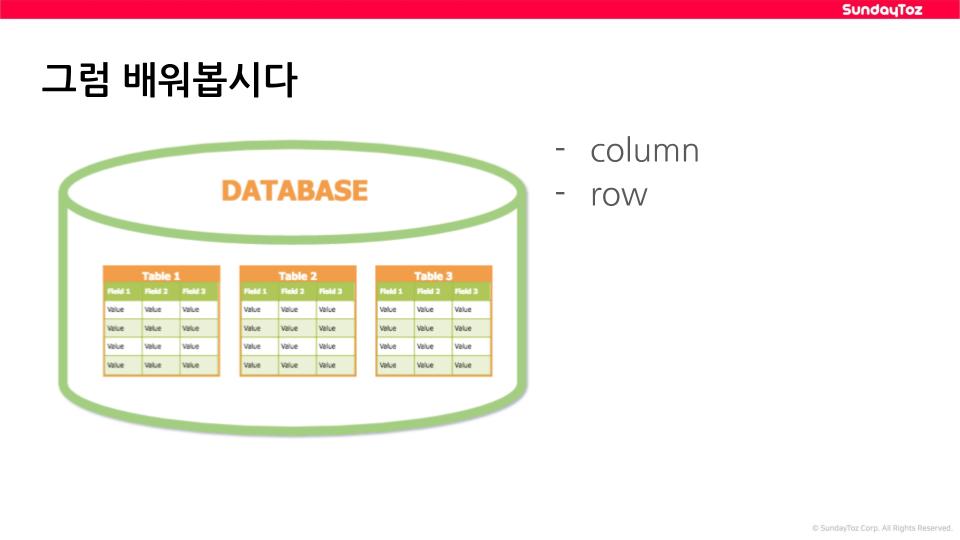 SundayToz
그럼 배워봅시다
- column
- row
DATABASE
Table 1
Field 1 Field 2 Field 3
Value Value Value
Value Value Value
Value Value Value
Value Value Value
Table 2
Field 1 Field 2 Field 3
Value Value Value
Value Value Value
Value Value Value
Value Value Value
Table 3
Field 1 Field 2 Field 3
Value Value Value
Value Value Value
Value Value Value
Value Value Value
© SundayToz Corp. All Rights Reserved.